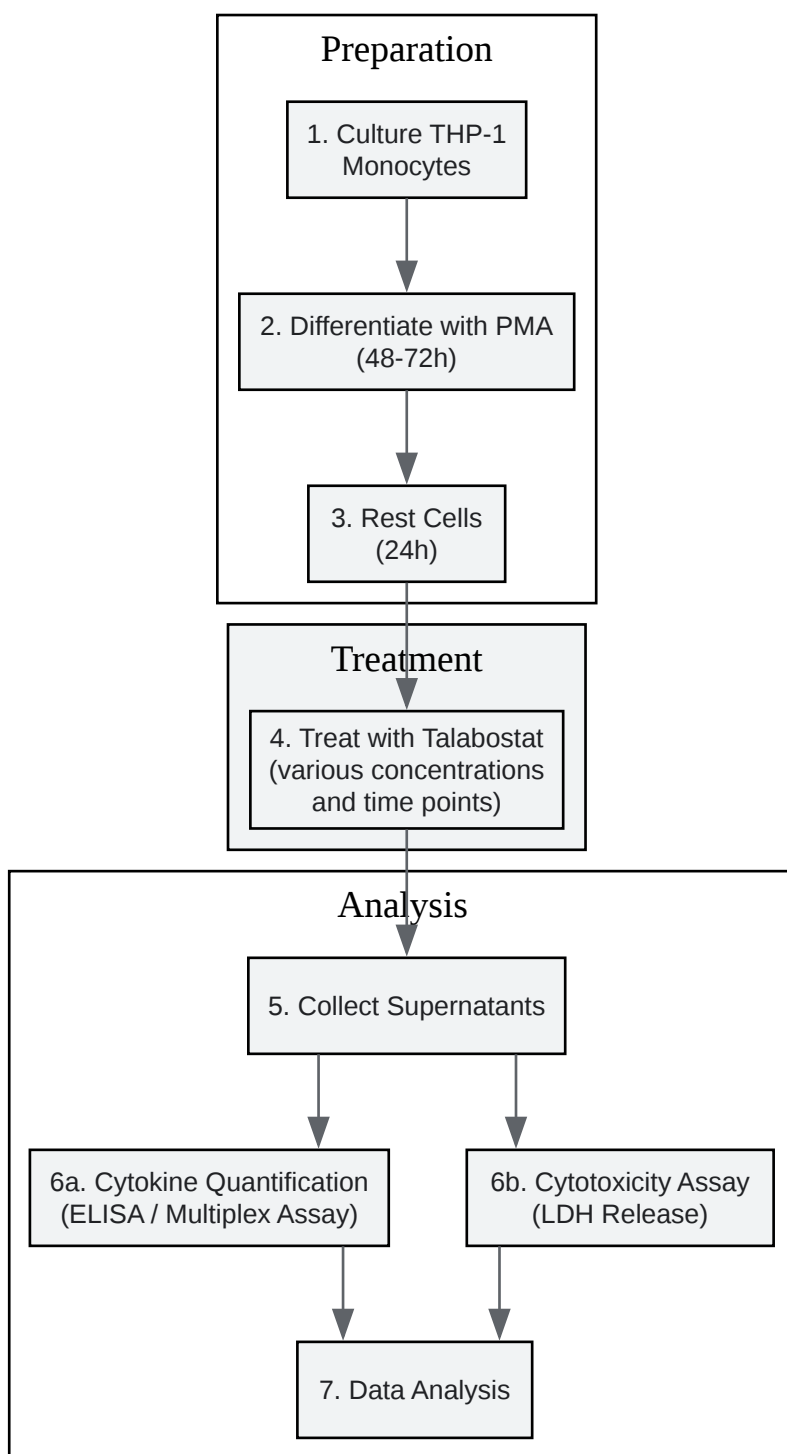 Preparation
1. Culture THP-1
Monocytes
2. Differentiate with PMA
(48-72h)
3. Rest Cells
(24h)
Treatment
4. Treat with Talabostat
(various concentrations
and time points)
Analysis
5. Collect Supernatants
6a. Cytokine Quantification
(ELISA / Multiplex Assay)
6b. Cytotoxicity Assay
(LDH Release)
7. Data Analysis